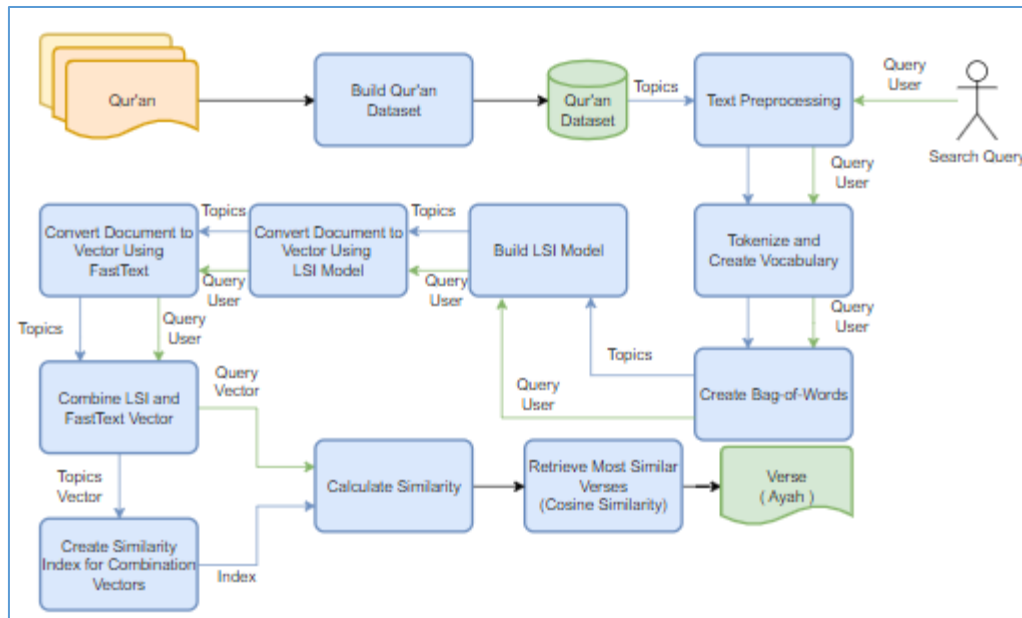 Qur'an
Build Qur'an
Dataset
Qur'an
Dataset
Topics
Text Preprocessing
Query
User
Search Query
Query
User
Tokenize and
Create Vocabulary
Query
User
Create Bag-of-Words
Topics
Query
User
Build LSI Model
Topics
Query
User
Convert Document to
Vector Using
LSI Model
Topics
Query
User
Convert Document to
Vector Using
FastText
Topics
Query
User
Combine LSI and
FastText Vector
Query
Vector
Topics
Vector
Create Similarity
Index for Combination
Vectors
Index
Calculate Similarity
Retrieve Most Similar
Verses
(Cosine Similarity)
Verse
( Ayah )